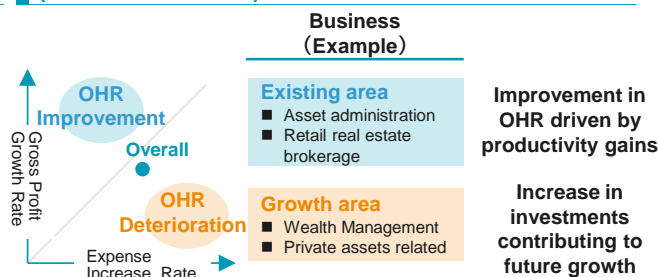 Business
(Example)
OHR
Improvement
Overall
OHR
Deterioration
Gross Profit
Growth Rate
Expense
Increase Rate
Existing area
■ Asset administration
■ Retail real estate
brokerage
Improvement in
OHR driven by
productivity gains
Growth area
■ Wealth Management
■ Private assets related
Increase in
investments
contributing to
future growth